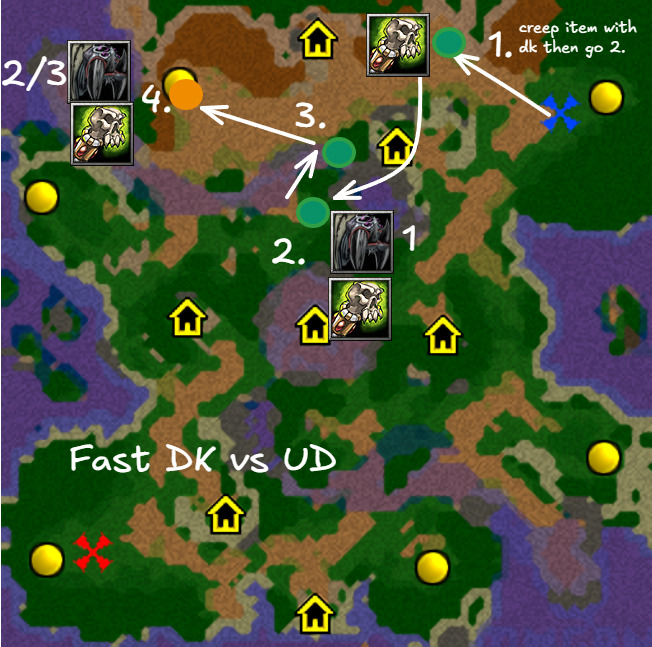 1. creep item with
dk then go 2.
2/3
4.
3.
2.
1
Fast DK vs UD